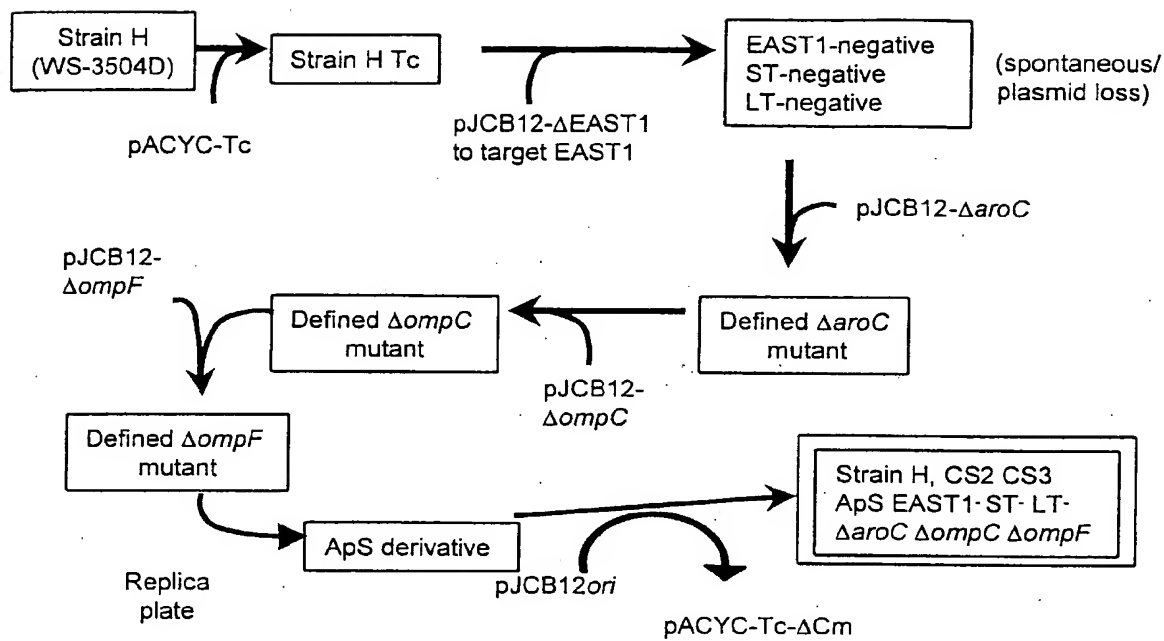 Strain H
(WS-3504D)
Strain H Tc
EAST1-negative
ST-negative
LT-negative
(spontaneous/
plasmid loss)
pACYC-Tc
pJCB12-ΔEAST1
to target EAST1
pJCB12-ΔaroC
pJCB12-
ΔompF
Defined ΔompC
mutant
Defined ΔaroC
mutant
pJCB12-
ΔompC
Defined ΔompF
mutant
Strain H, CS2 CS3
ApS EAST1- ST- LT-
ΔaroC ΔompC ΔompF
ApS derivative
Replica
plate
pJCB12ori
pACYC-Tc-ΔCm